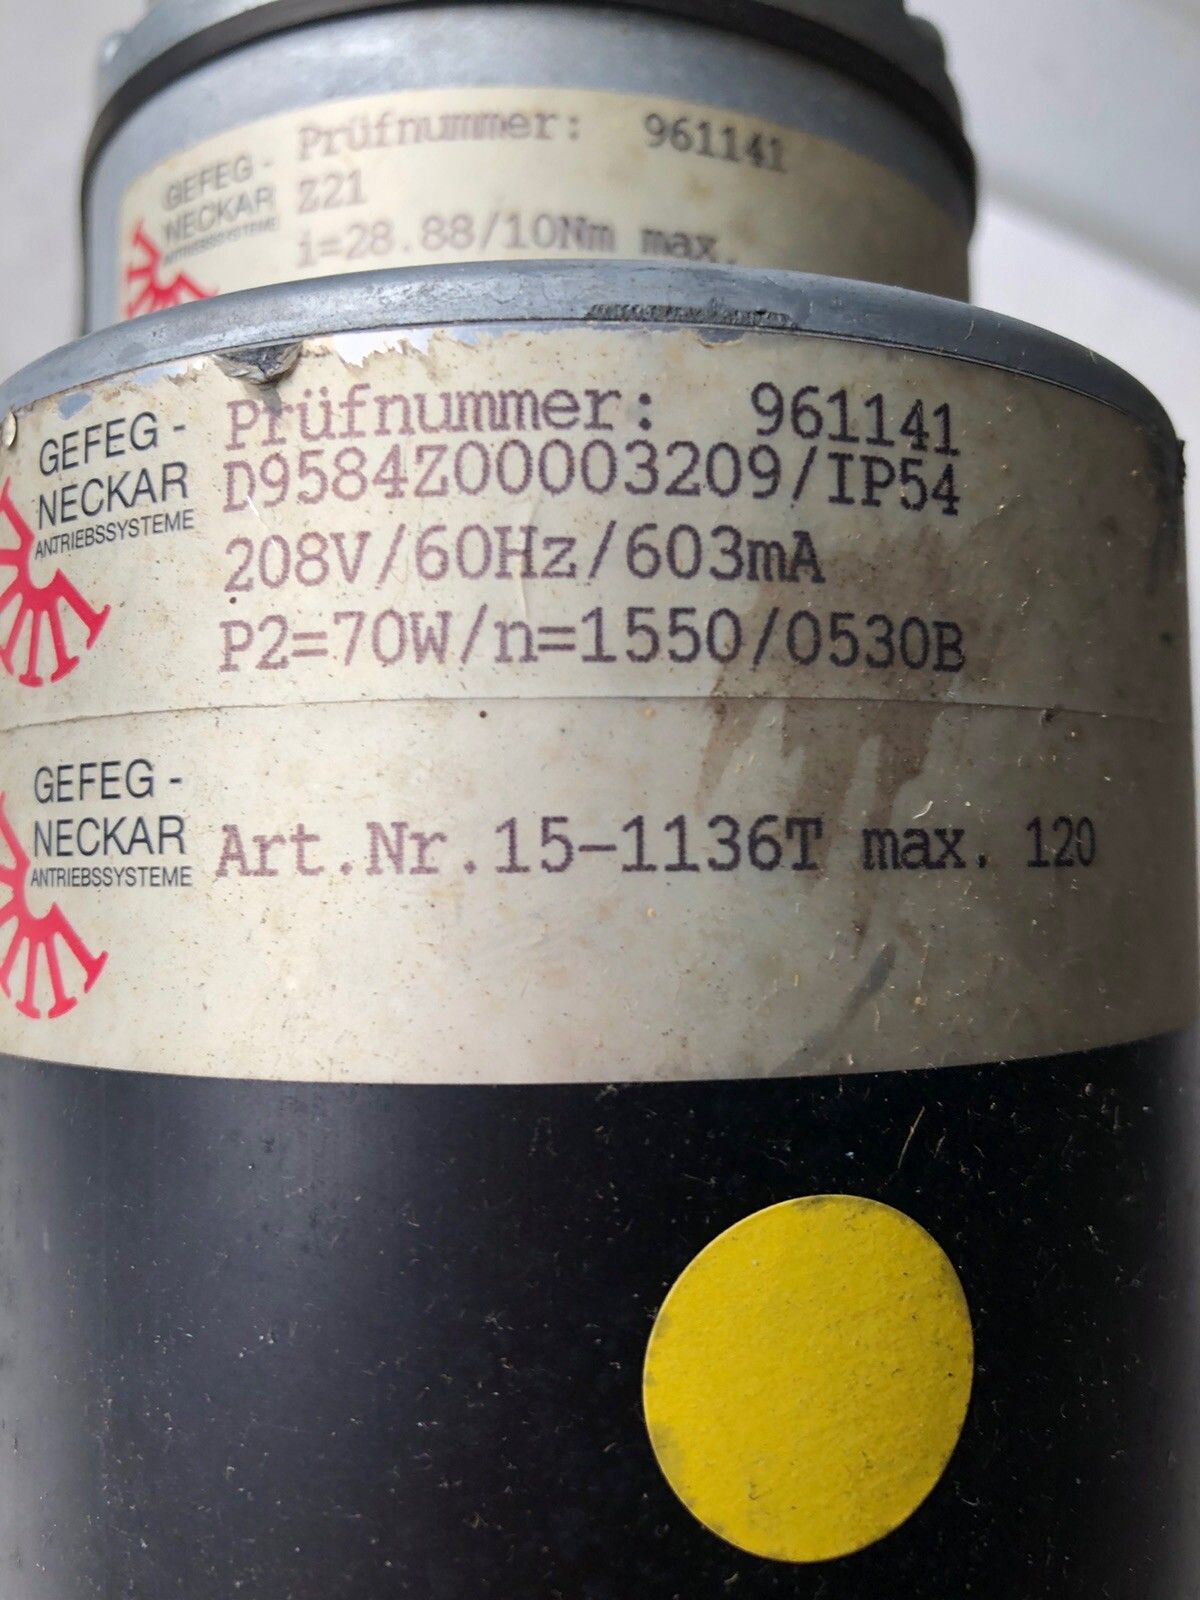 GEFEG -
NECKAR
ANTRIEBSSYSTEME
Prüfnummer: 961141
Z21
i=28.88/10Nm max.
GEFEG -
NECKAR
ANTRIEBSSYSTEME
Prüfnummer: 961141
D9584Z00003209/IP54
208V/60Hz/603mA
P2=70W/n=1550/0530B
GEFEG -
NECKAR
ANTRIEBSSYSTEME
Art.Nr.15-1136T max. 120